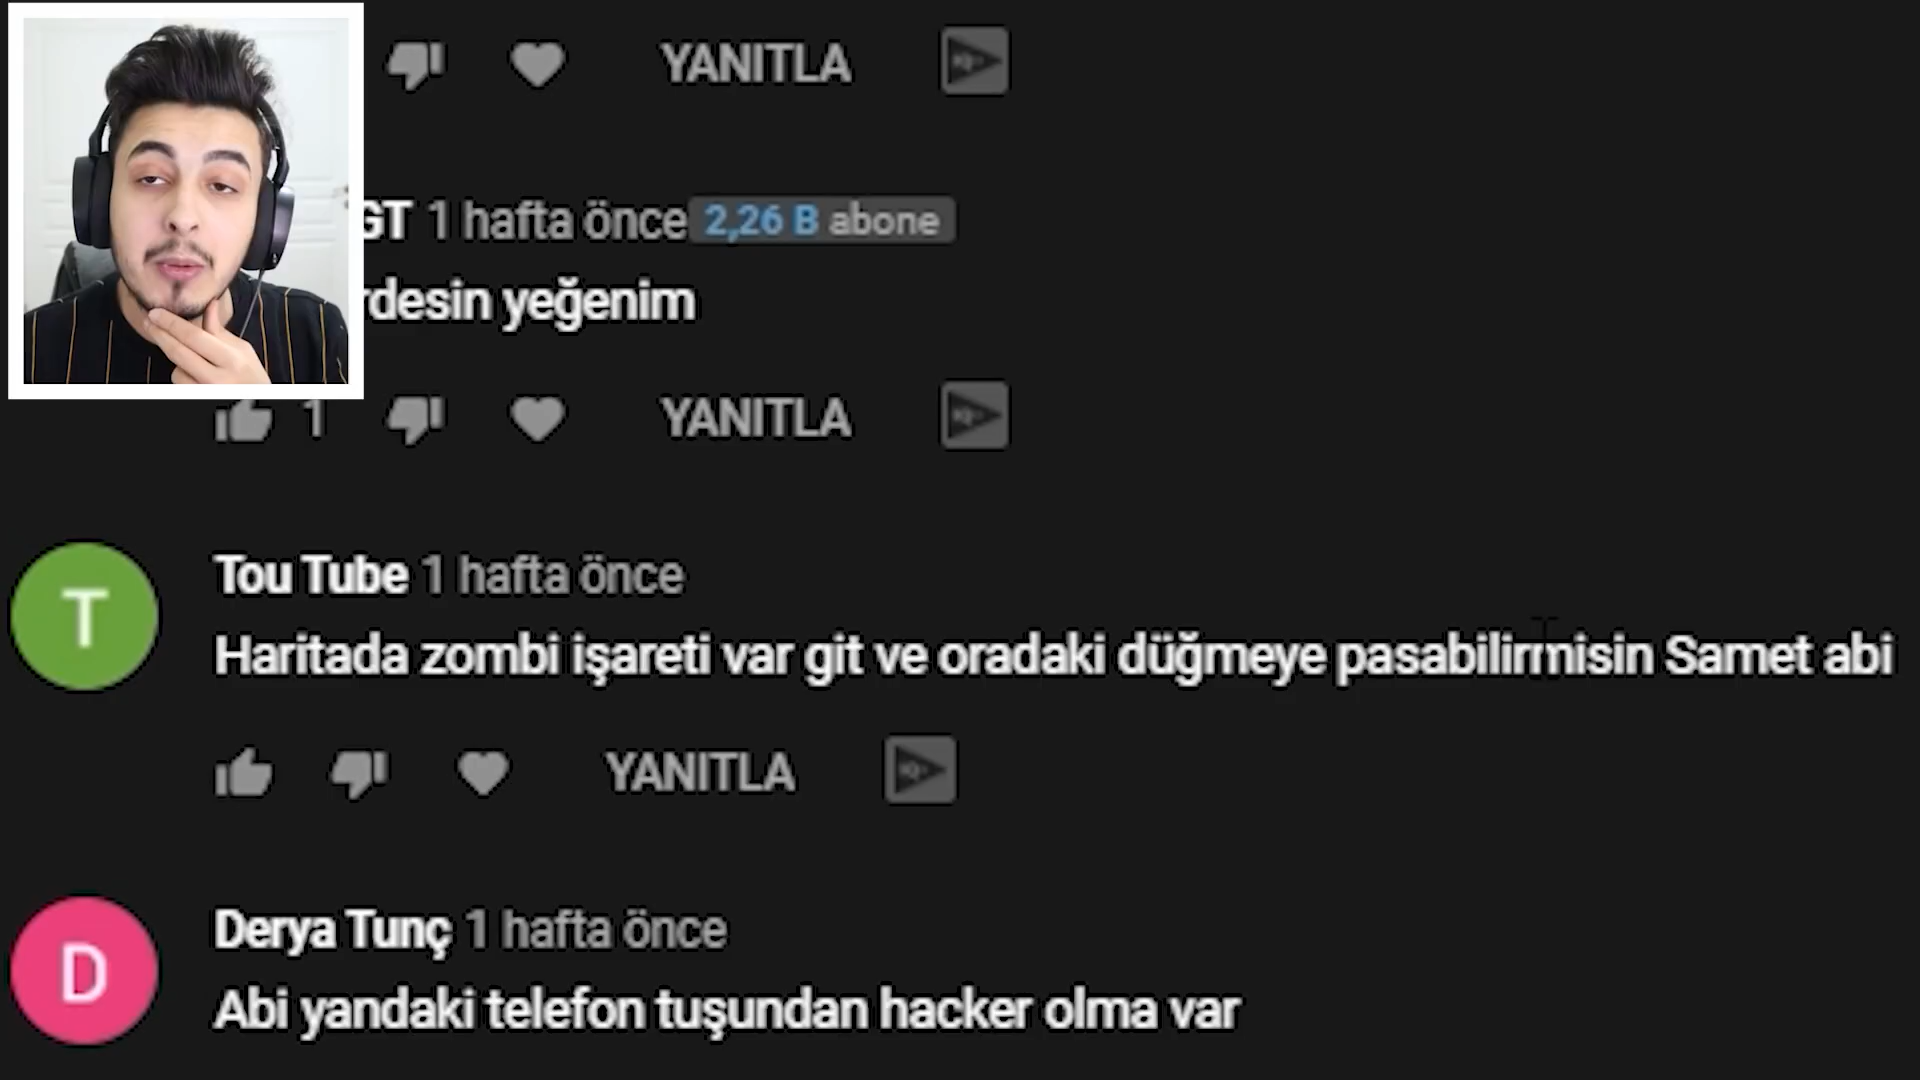 YANITLA
GT 1 hafta önce 2,26 B abone
rdesin yeğenim
1 YANITLA
T
Tou Tube 1 hafta önce
Haritada zombi işareti var git ve oradaki düğmeye pasabilirmisin Samet abi
YANITLA
D
Derya Tunç 1 hafta önce
Abi yandaki telefon tuşundan hacker olma var